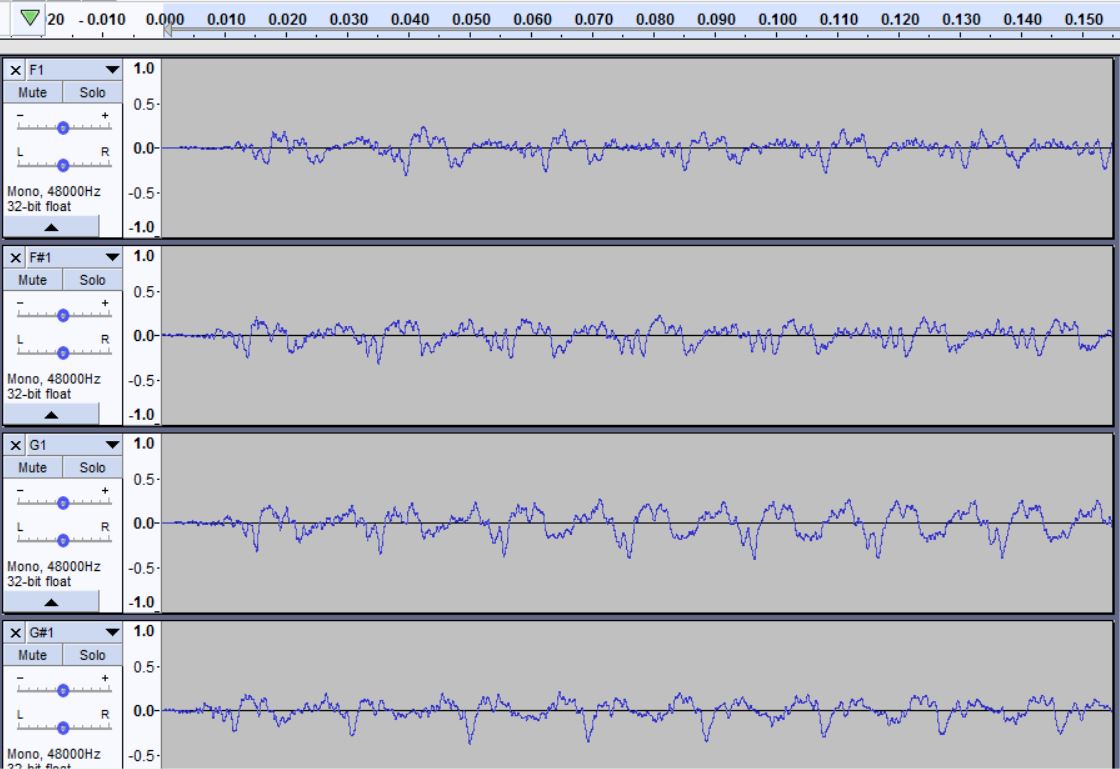 20 -0.010 0.000 0.010 0.020 0.030 0.040 0.050 0.060 0.070 0.080 0.090 0.100 0.110 0.120 0.130 0.140 0.150
× F1 1.0
Mute Solo
0.5
- +
L R 0.0
Mono, 48000Hz -0.5
32-bit float
-1.0
× F#1 1.0
Mute Solo
0.5
- +
L R 0.0
Mono, 48000Hz -0.5
32-bit float
-1.0
× G1 1.0
Mute Solo
0.5
- +
L R 0.0
Mono, 48000Hz -0.5
32-bit float
-1.0
× G#1 1.0
Mute Solo
0.5
- +
L R 0.0
Mono, 48000Hz -0.5